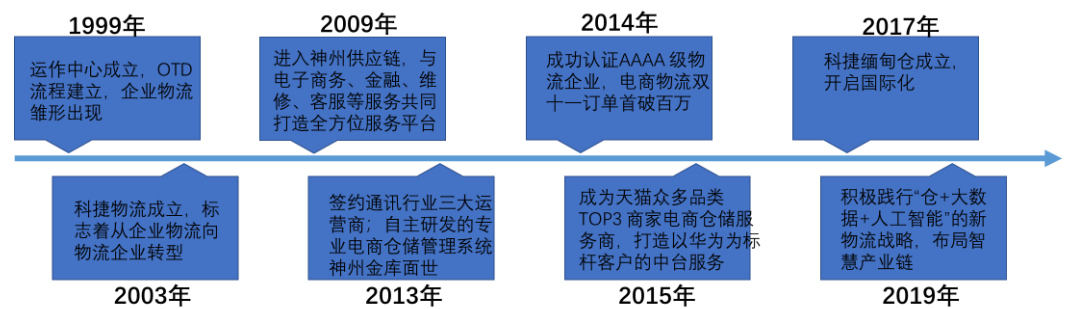 1999年
运作中心成立，OTD
流程建立，企业物流
雏形出现
2003年
科捷物流成立，标
志着从企业物流向
物流企业转型
2009年
进入神州供应链，与
电子商务、金融、维
修、客服等服务共同
打造全方位服务平台
2013年
签约通讯行业三大运
营商；自主研发的专
业电商仓储管理系统
神州金库面世
2014年
成功认证AAAA 级物
流企业，电商物流双
十一订单首破百万
2015年
成为天猫众多品类
TOP3 商家电商仓储服
务商，打造以华为为标
杆客户的中台服务
2017年
科捷缅甸仓成立，
开启国际化
2019年
积极践行“仓+大数
据+人工智能”的新
物流战略，布局智
慧产业链